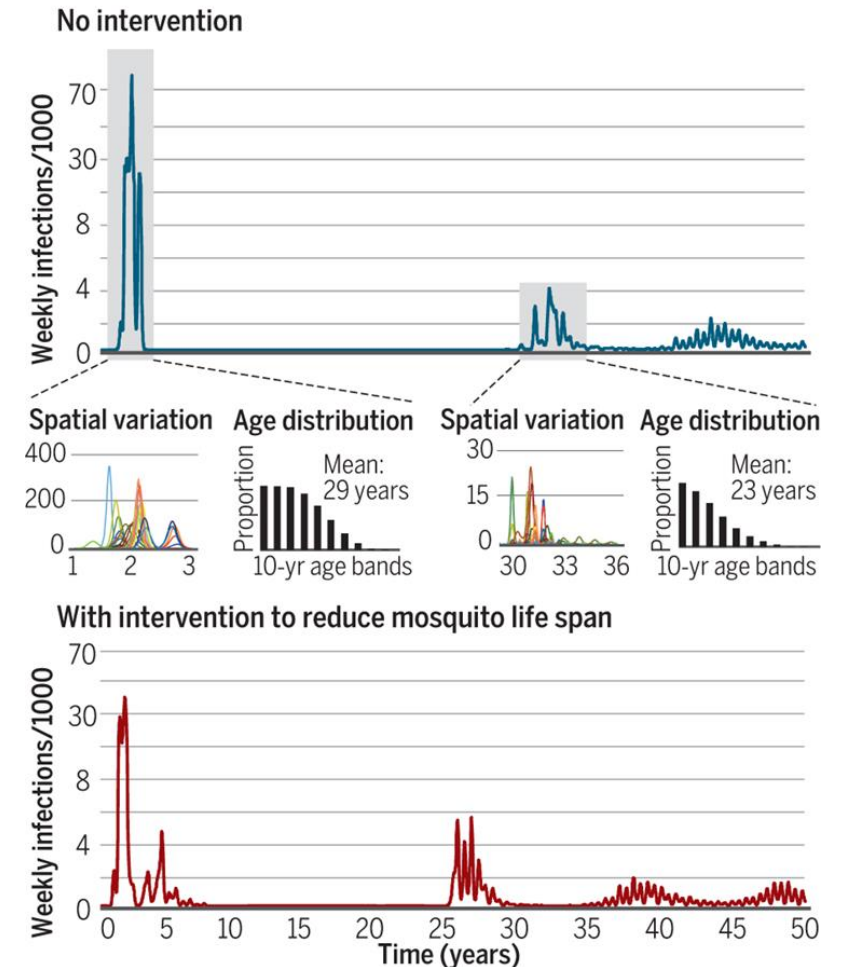 No intervention
Weekly infections/1000
70
30
8
4
0
Spatial variation
400
200
0
1 2 3
Age distribution
Proportion
Mean:
29 years
10-yr age bands
Spatial variation
30
15
0
30 33 36
Age distribution
Proportion
Mean:
23 years
10-yr age bands
With intervention to reduce mosquito life span
Weekly infections/1000
70
30
8
4
0
0 5 10 15 20 25 30 35 40 45 50
Time (years)